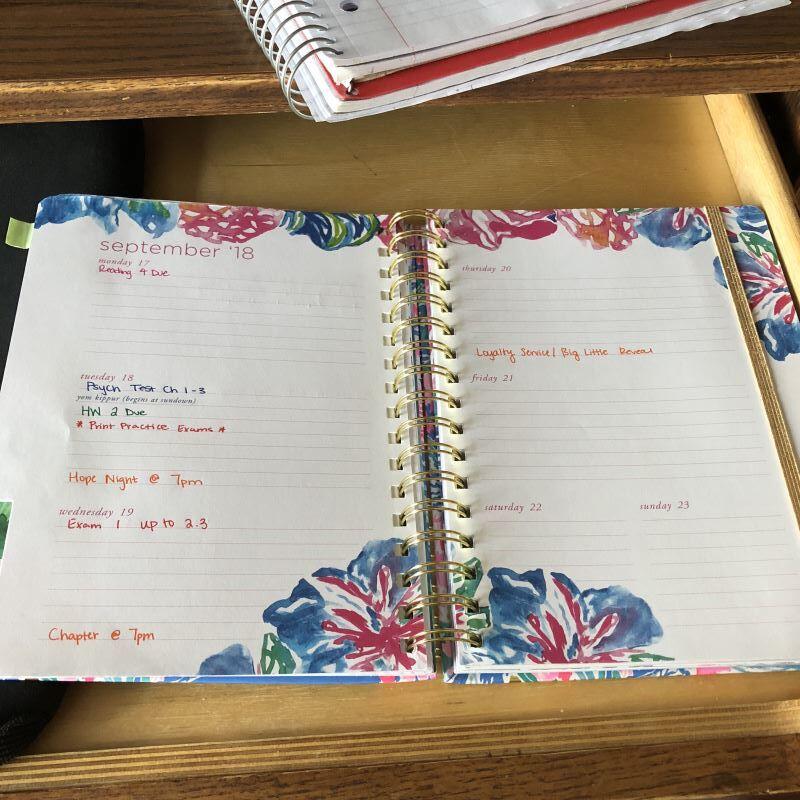 september '18
monday 17
Reading 4 Due
tuesday 18
Psych Test Ch 1-3
yom kippur (begins at sundown)
HW 2 Due
* Print Practice Exams *
Hope Night @ 7pm
wednesday 19
Exam 1 up to 2.3
Chapter @ 7pm
thursday 20
Loyalty Service/ Big Little Reveal
friday 21
saturday 22
sunday 23